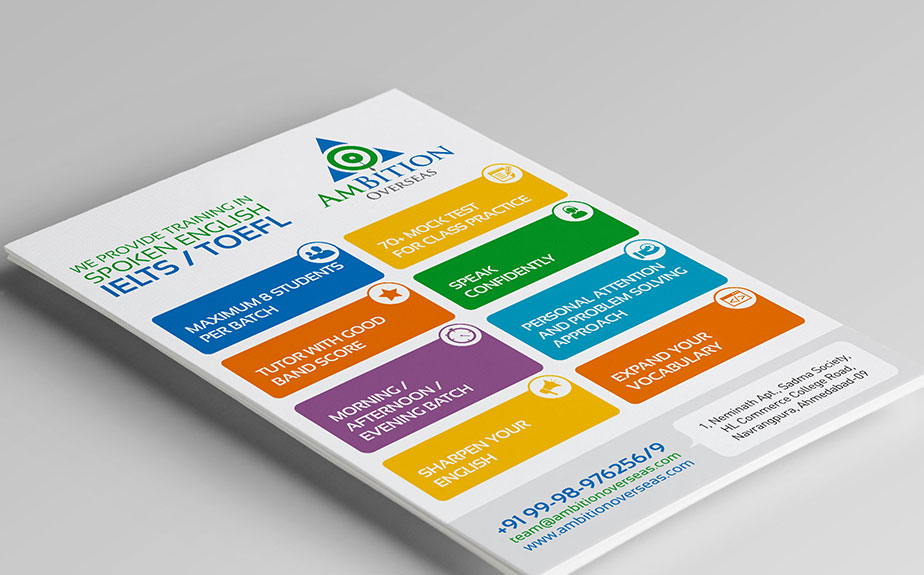 WE PROVIDE TRAINING IN
SPOKEN ENGLISH
IELTS / TOEFL
AMBITION
OVERSEAS
MAXIMUM 8 STUDENTS
PER BATCH
70+ MOCK TEST
FOR CLASS PRACTICE
TUTOR WITH GOOD
BAND SCORE
SPEAK
CONFIDENTLY
MORNING /
AFTERNOON /
EVENING BATCH
PERSONAL ATTENTION
AND PROBLEM SOLVING
APPROACH
SHARPEN YOUR
ENGLISH
EXPAND YOUR
VOCABULARY
+91 99-98-976256/9
team@ambitionoverseas.com
www.ambitionoverseas.com
1, Neminath Apt., Sadma Society,
HL Commerce College Road,
Navrangpura, Ahmedabad-09